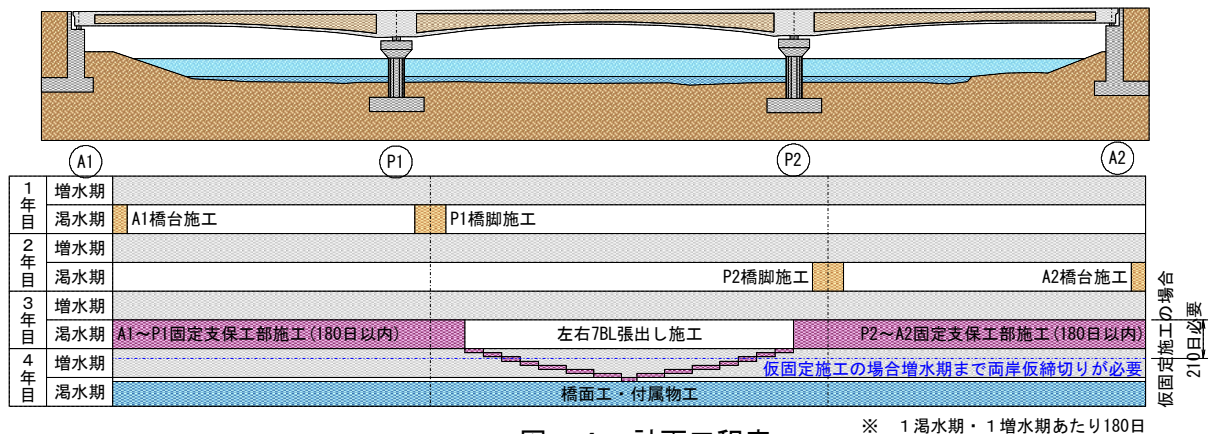 A1
P1
P2
A2
1年目
増水期
渇水期
A1橋台施工
P1橋脚施工
2年目
増水期
渇水期
P2橋脚施工
A2橋台施工
3年目
増水期
渇水期
A1～P1固定支保工部施工(180日以内)
左右7BL張出し施工
P2～A2固定支保工部施工(180日以内)
4年目
増水期
仮固定施工の場合増水期まで両岸仮締切りが必要
渇水期
橋面工・付属物工
仮固定施工の場合
210日必要
※ 1渇水期・1増水期あたり180日